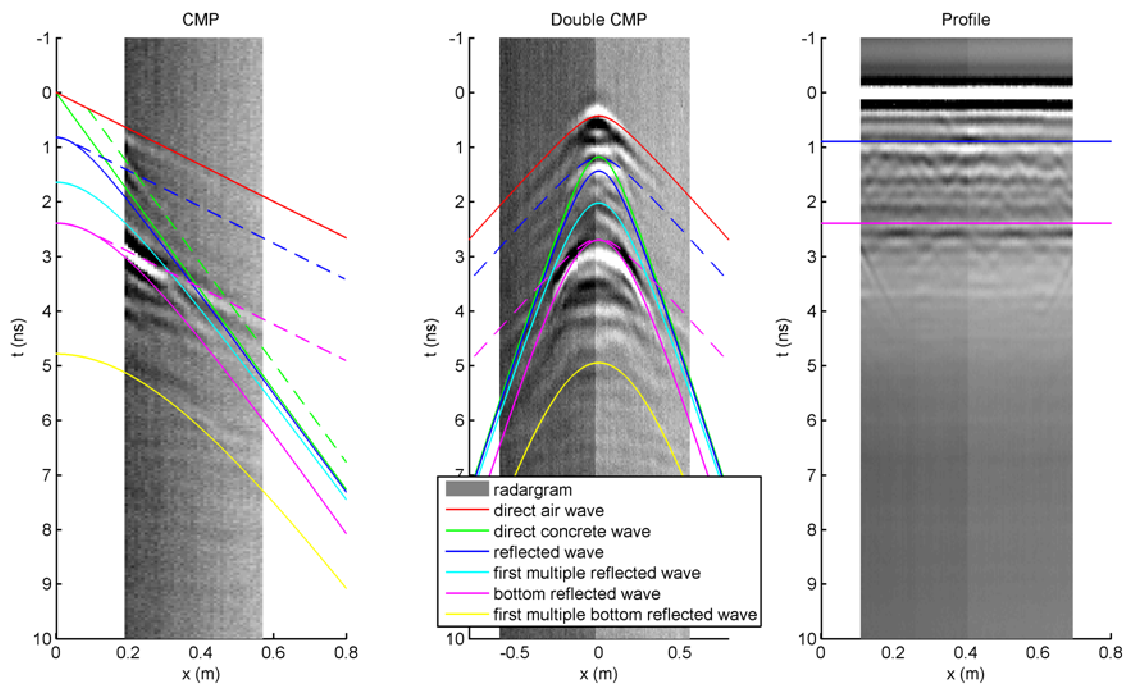 CMP
Double CMP
Profile
-1
0
1
2
3
4
5
6
7
8
9
10
t (ns)
0
0.2
0.4
0.6
0.8
x (m)
-1
0
1
2
3
4
5
6
7
10
t (ns)
radargram
direct air wave
direct concrete wave
reflected wave
first multiple reflected wave
bottom reflected wave
first multiple bottom reflected wave
-0.5
0
0.5
x (m)
-1
0
1
2
3
4
5
6
7
8
9
10
t (ns)
0
0.2
0.4
0.6
0.8
x (m)